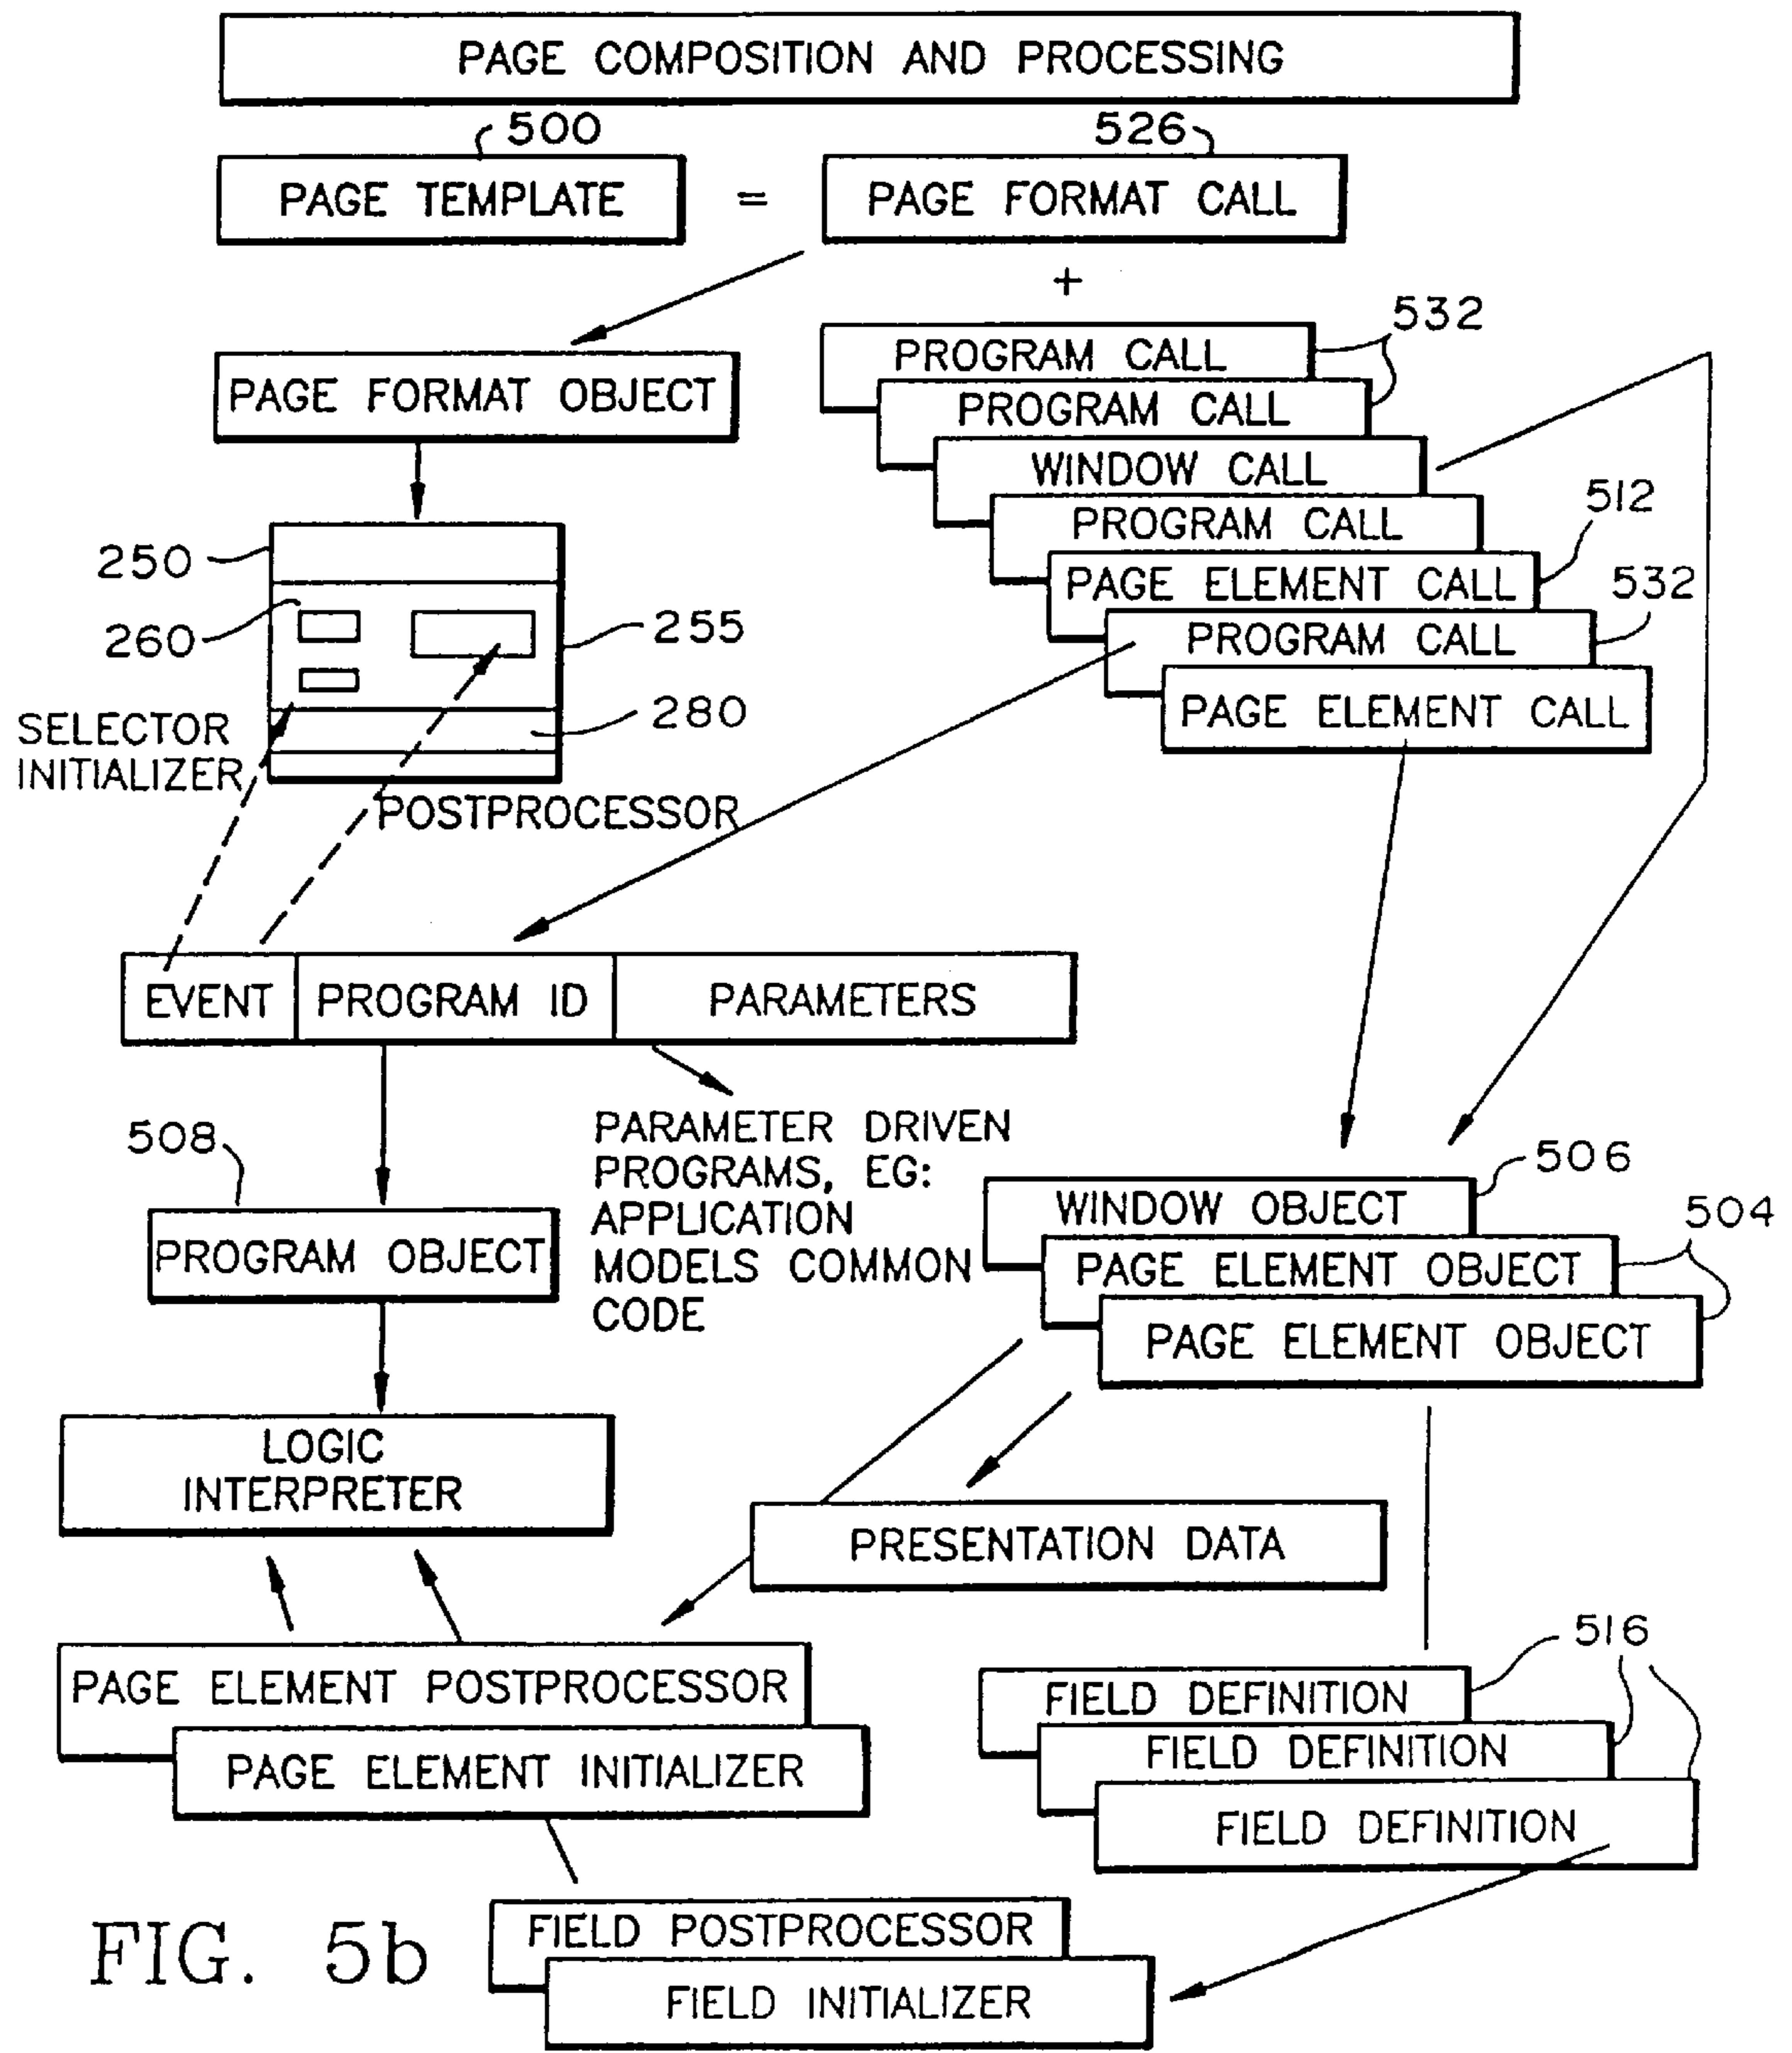 PAGE COMPOSITION AND PROCESSING
500
526
PAGE TEMPLATE = PAGE FORMAT CALL
+
532
PROGRAM CALL
PAGE FORMAT OBJECT
PROGRAM CALL
WINDOW CALL
512
PROGRAM CALL
250
PAGE ELEMENT CALL
532
260
255
PROGRAM CALL
280
PAGE ELEMENT CALL
SELECTOR
INITIALIZER
POSTPROCESSOR
EVENT PROGRAM ID PARAMETERS
508
PARAMETER DRIVEN
PROGRAMS, EG:
APPLICATION
MODELS COMMON
CODE
506
WINDOW OBJECT
504
PROGRAM OBJECT
PAGE ELEMENT OBJECT
PAGE ELEMENT OBJECT
LOGIC
INTERPRETER
PRESENTATION DATA
516
PAGE ELEMENT POSTPROCESSOR
FIELD DEFINITION
FIELD DEFINITION
PAGE ELEMENT INITIALIZER
FIELD DEFINITION
FIELD POSTPROCESSOR
FIG. 5b
FIELD INITIALIZER